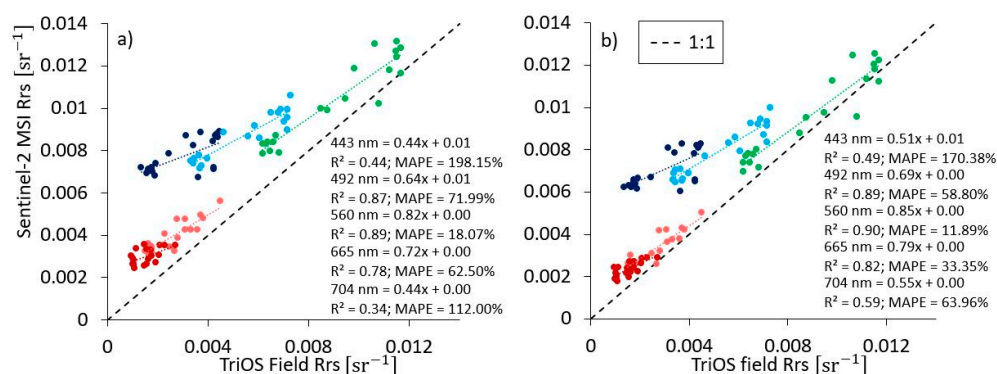 a)
0.014
0.012
0.01
0.008
0.006
0.004
0.002
0
Sentinel-2 MSI Rrs [sr⁻¹]
443 nm = 0.44x + 0.01
R² = 0.44; MAPE = 198.15%
492 nm = 0.64x + 0.01
R² = 0.87; MAPE = 71.99%
560 nm = 0.82x + 0.00
R² = 0.89; MAPE = 18.07%
665 nm = 0.72x + 0.00
R² = 0.78; MAPE = 62.50%
704 nm = 0.44x + 0.00
R² = 0.34; MAPE = 112.00%
0 0.004 0.008 0.012
TriOS Field Rrs [sr⁻¹]
b)
1:1
0.014
0.012
0.01
0.008
0.006
0.004
0.002
0
443 nm = 0.51x + 0.01
R² = 0.49; MAPE = 170.38%
492 nm = 0.69x + 0.00
R² = 0.89; MAPE = 58.80%
560 nm = 0.85x + 0.00
R² = 0.90; MAPE = 11.89%
665 nm = 0.79x + 0.00
R² = 0.82; MAPE = 33.35%
704 nm = 0.55x + 0.00
R² = 0.59; MAPE = 63.96%
0 0.004 0.008 0.012
TriOS field Rrs [sr⁻¹]